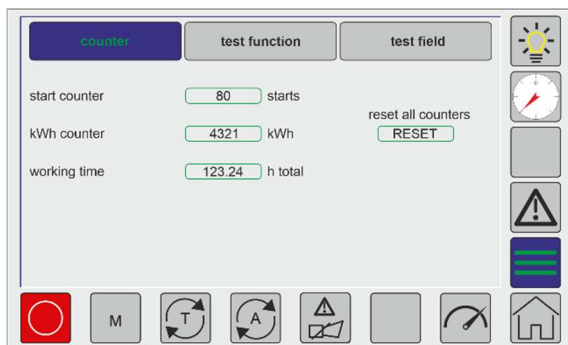 counter test function test field
start counter 80 starts
reset all counters
kWh counter 4321 kWh RESET
working time 123.24 h total
M T A